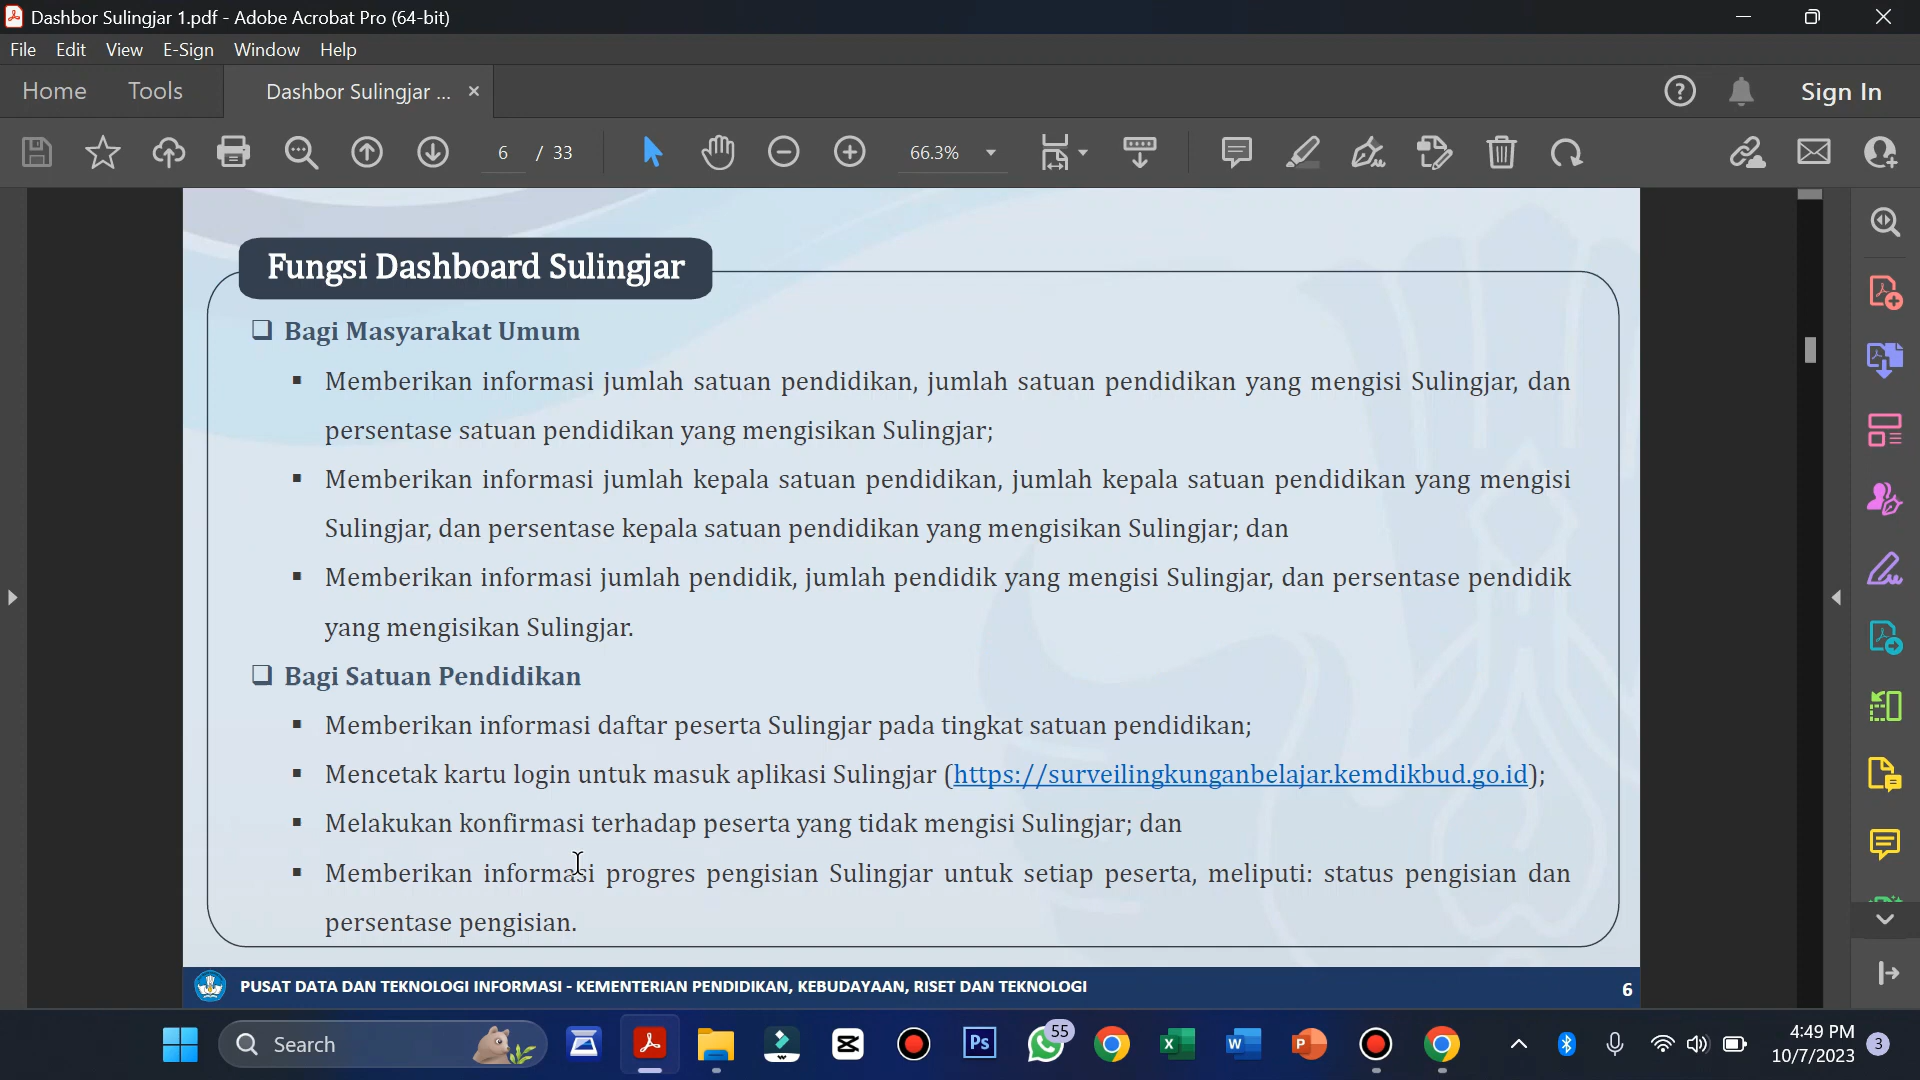 Dashbor Sulingjar 1.pdf - Adobe Acrobat Pro (64-bit)
File Edit View E-Sign Window Help
Home Tools Dashbor Sulingjar ... × Sign In
6 / 33 66.3%
Fungsi Dashboard Sulingjar
❑ Bagi Masyarakat Umum
▪ Memberikan informasi jumlah satuan pendidikan, jumlah satuan pendidikan yang mengisi Sulingjar, dan
persentase satuan pendidikan yang mengisikan Sulingjar;
▪ Memberikan informasi jumlah kepala satuan pendidikan, jumlah kepala satuan pendidikan yang mengisi
Sulingjar, dan persentase kepala satuan pendidikan yang mengisikan Sulingjar; dan
▪ Memberikan informasi jumlah pendidik, jumlah pendidik yang mengisi Sulingjar, dan persentase pendidik
yang mengisikan Sulingjar.
❑ Bagi Satuan Pendidikan
▪ Memberikan informasi daftar peserta Sulingjar pada tingkat satuan pendidikan;
▪ Mencetak kartu login untuk masuk aplikasi Sulingjar (https://surveilingkunganbelajar.kemdikbud.go.id);
▪ Melakukan konfirmasi terhadap peserta yang tidak mengisi Sulingjar; dan
▪ Memberikan informasi progres pengisian Sulingjar untuk setiap peserta, meliputi: status pengisian dan
persentase pengisian.
PUSAT DATA DAN TEKNOLOGI INFORMASI - KEMENTERIAN PENDIDIKAN, KEBUDAYAAN, RISET DAN TEKNOLOGI 6
Search Ps 55 X W P 4:49 PM
10/7/2023 3